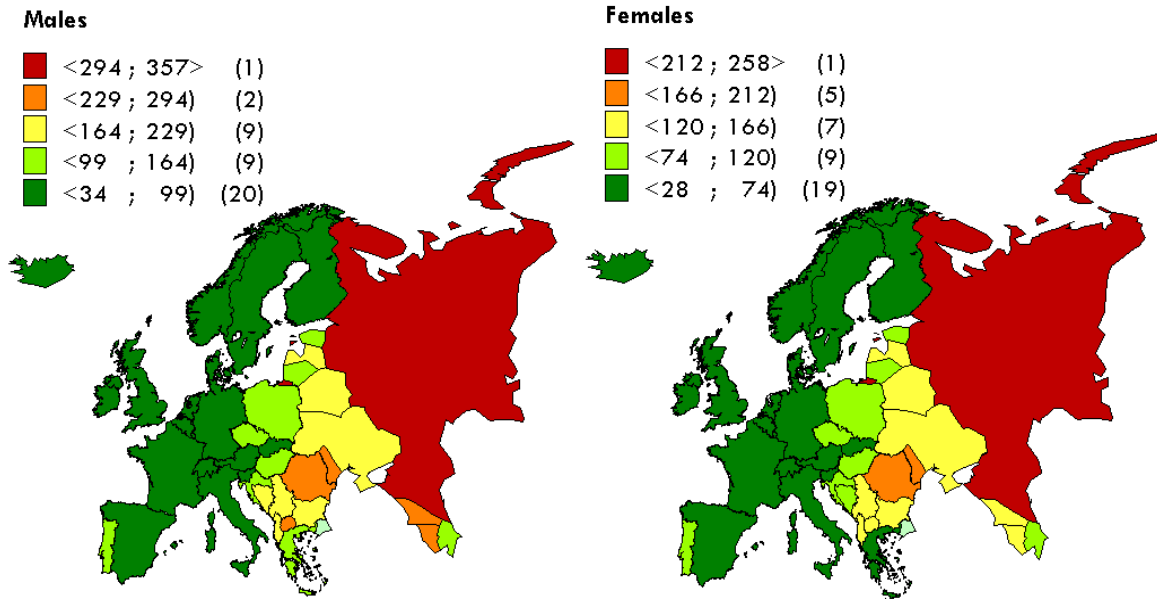 Males
<294 ; 357> (1)
<229 ; 294) (2)
<164 ; 229) (9)
<99 ; 164) (9)
<34 ; 99) (20)
Females
<212 ; 258> (1)
<166 ; 212) (5)
<120 ; 166) (7)
<74 ; 120) (9)
<28 ; 74) (19)